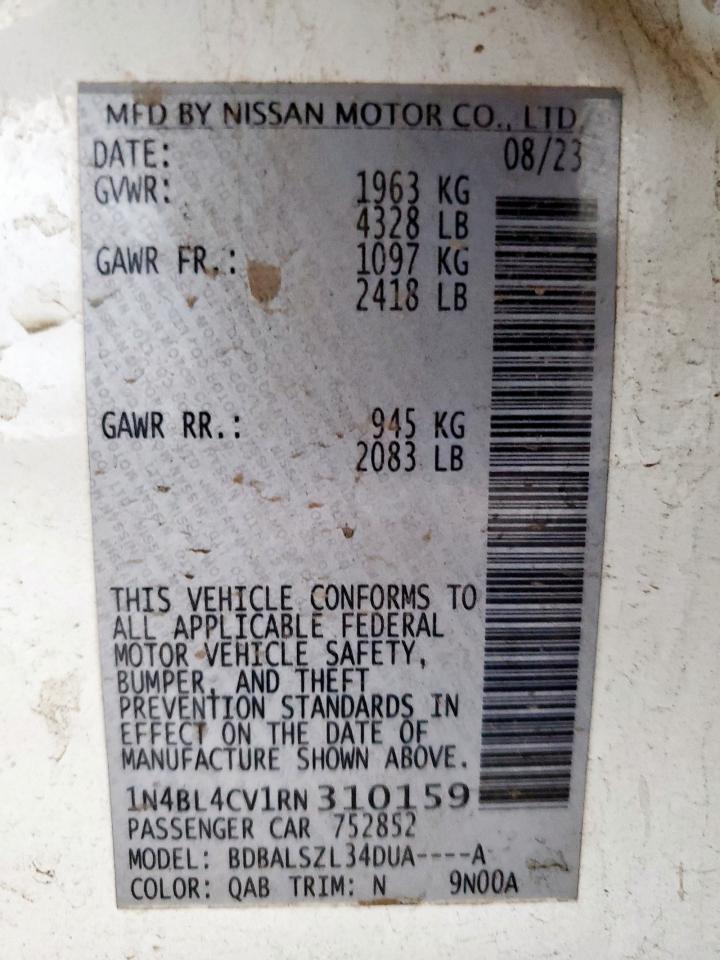 MFD BY NISSAN MOTOR CO., LTD.
DATE: 08/23
GVWR: 1963 KG
4328 LB
GAWR FR.: 1097 KG
2418 LB
GAWR RR.: 945 KG
2083 LB
THIS VEHICLE CONFORMS TO
ALL APPLICABLE FEDERAL
MOTOR VEHICLE SAFETY,
BUMPER, AND THEFT
PREVENTION STANDARDS IN
EFFECT ON THE DATE OF
MANUFACTURE SHOWN ABOVE.
1N4BL4CV1RN310159
PASSENGER CAR 752852
MODEL: BDBALSZL34DUA----A-
COLOR: QAB TRIM: N 9N00A